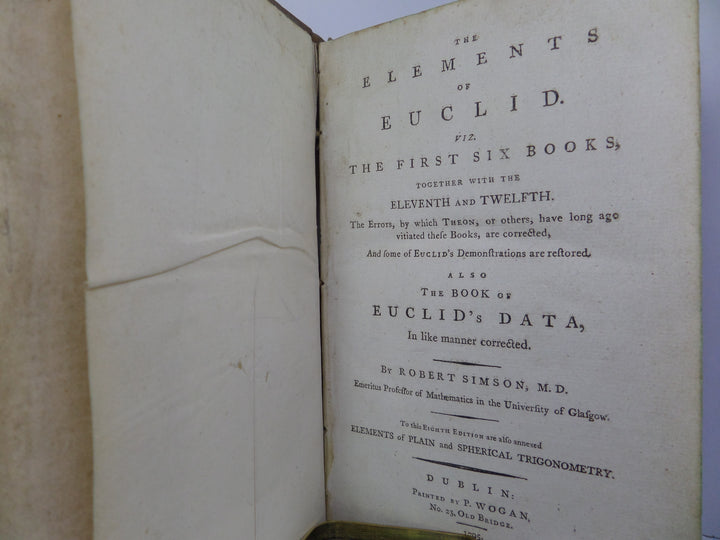 THE
ELEMENTS
OF
EUCLID.
VIZ.
THE FIRST SIX BOOKS,
TOGETHER WITH THE
ELEVENTH AND TWELFTH.
The Errors, by which THEON, or others, have long ago
vitiated theſe Books, are corrected,
And ſome of EUCLID's Demonſtrations are reſtored.
ALSO
THE BOOK OF
EUCLID's DATA,
In like manner corrected.
BY ROBERT SIMSON, M. D.
Emeritus Profeſſor of Mathematics in the Univerſity of Glaſgow.
To this EIGHTH EDITION are also annexed
ELEMENTS of PLAIN and SPHERICAL TRIGONOMETRY.
DUBLIN:
PRINTED BY P. WOGAN,
No. 23, OLD BRIDGE.